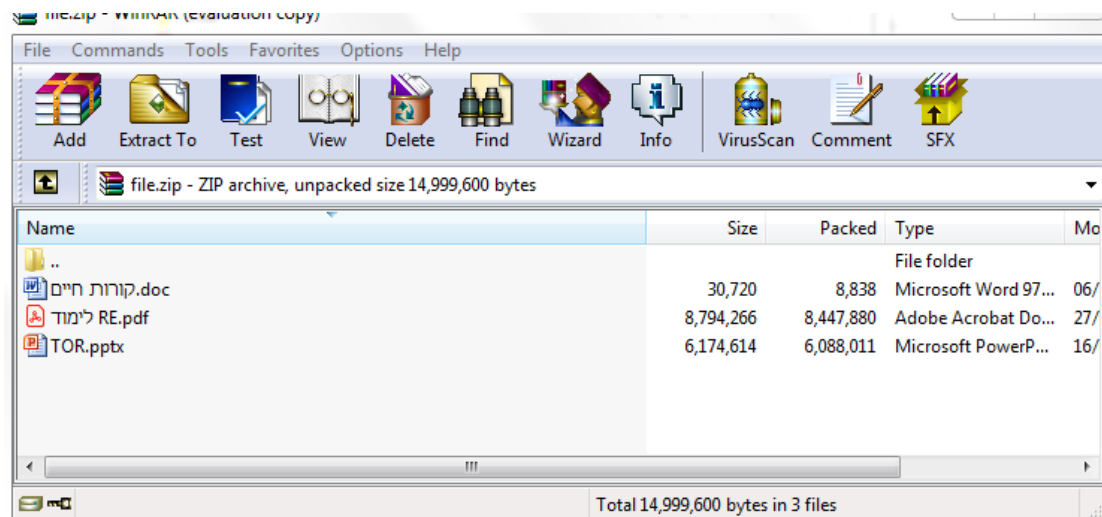 file.zip - WinRAR (evaluation copy)
File Commands Tools Favorites Options Help
Add Extract To Test View Delete Find Wizard Info VirusScan Comment SFX
file.zip - ZIP archive, unpacked size 14,999,600 bytes
Name Size Packed Type Mo
.. File folder
קורות חיים.doc 30,720 8,838 Microsoft Word 97... 06/
לימוד RE.pdf 8,794,266 8,447,880 Adobe Acrobat Do... 27/
TOR.pptx 6,174,614 6,088,011 Microsoft PowerP... 16/
Total 14,999,600 bytes in 3 files